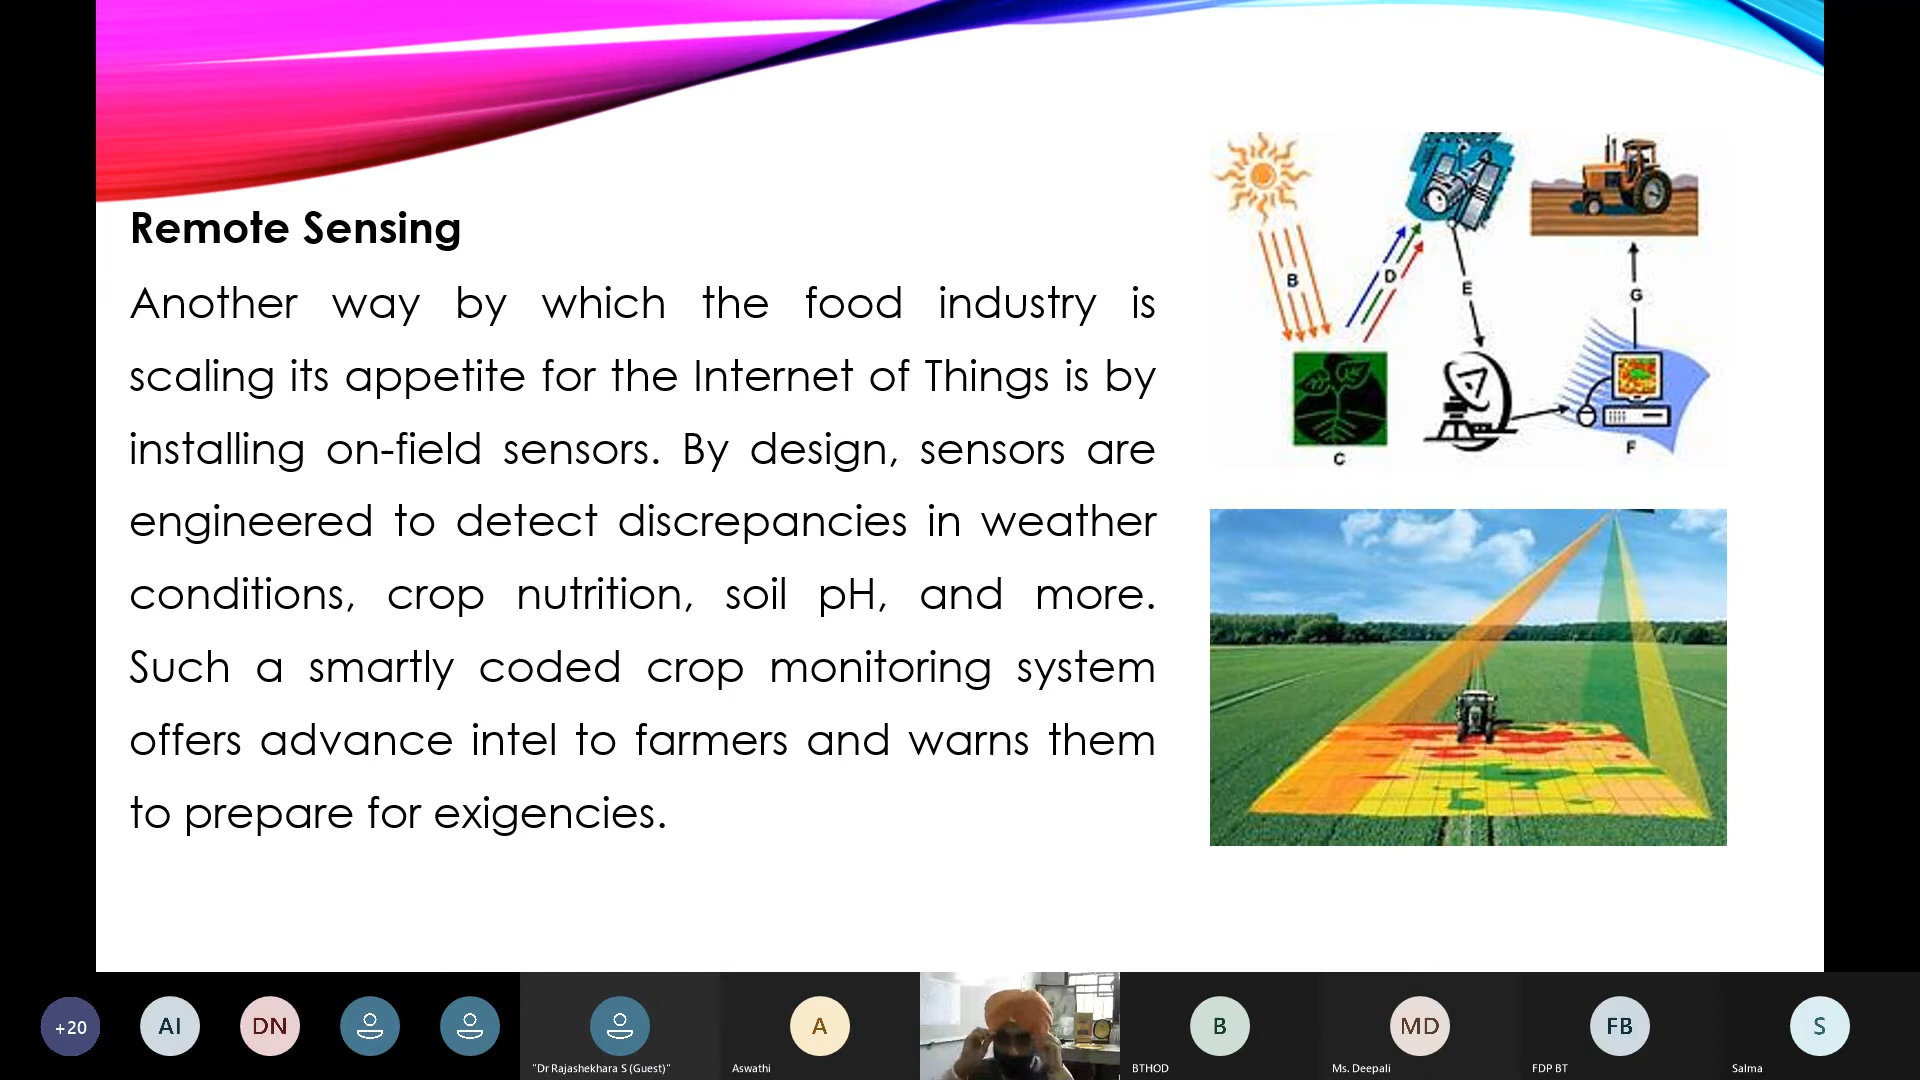 Remote Sensing
Another way by which the food industry is
scaling its appetite for the Internet of Things is by
installing on-field sensors. By design, sensors are
engineered to detect discrepancies in weather
conditions, crop nutrition, soil pH, and more.
Such a smartly coded crop monitoring system
offers advance intel to farmers and warns them
to prepare for exigencies.
B
D
E
G
C
F
+20
AI
DN
A
B
MD
FB
S
"Dr Rajashekhara S (Guest)"
Aswathi
BTHOD
Ms. Deepali
FDP BT
Salma